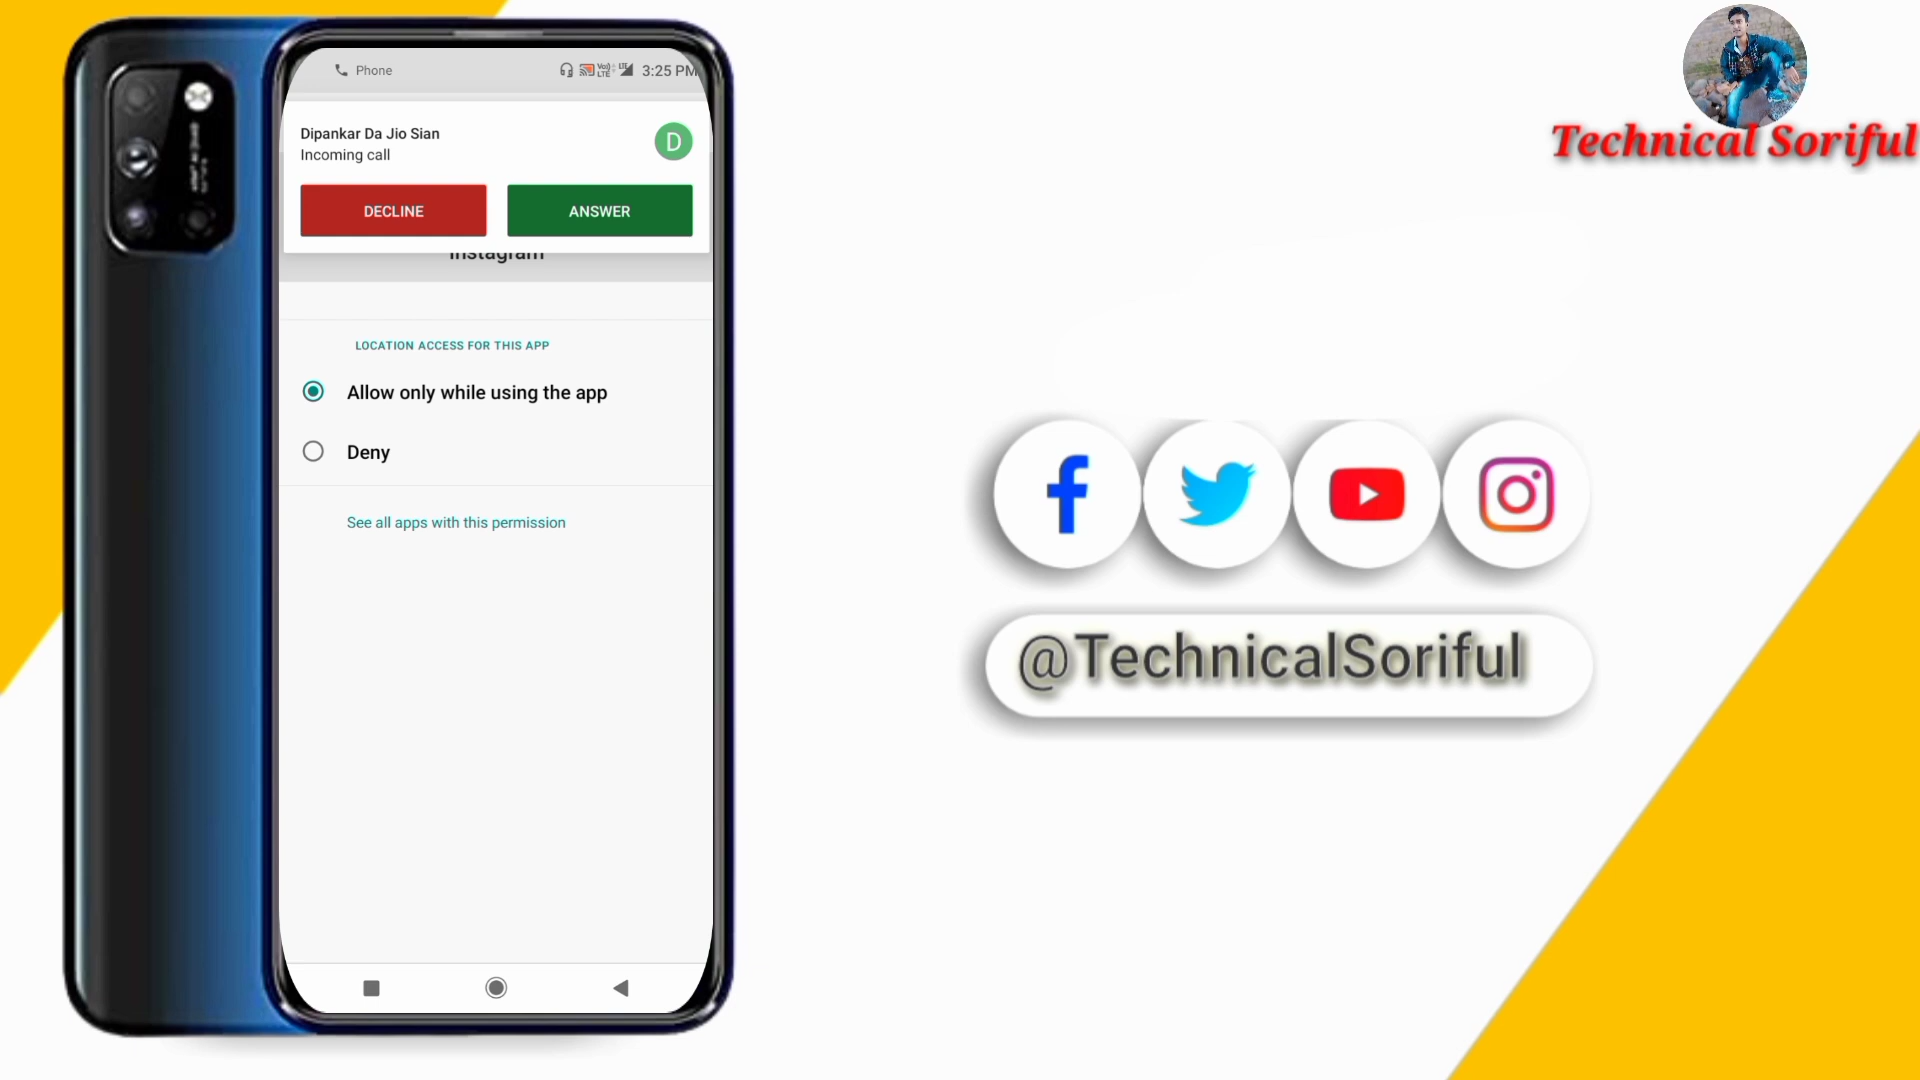 Phone
3:25 PM
Dipankar Da Jio Sian
Incoming call
D
DECLINE
ANSWER
Instagram
LOCATION ACCESS FOR THIS APP
Allow only while using the app
Deny
See all apps with this permission
Technical Soriful
@TechnicalSoriful